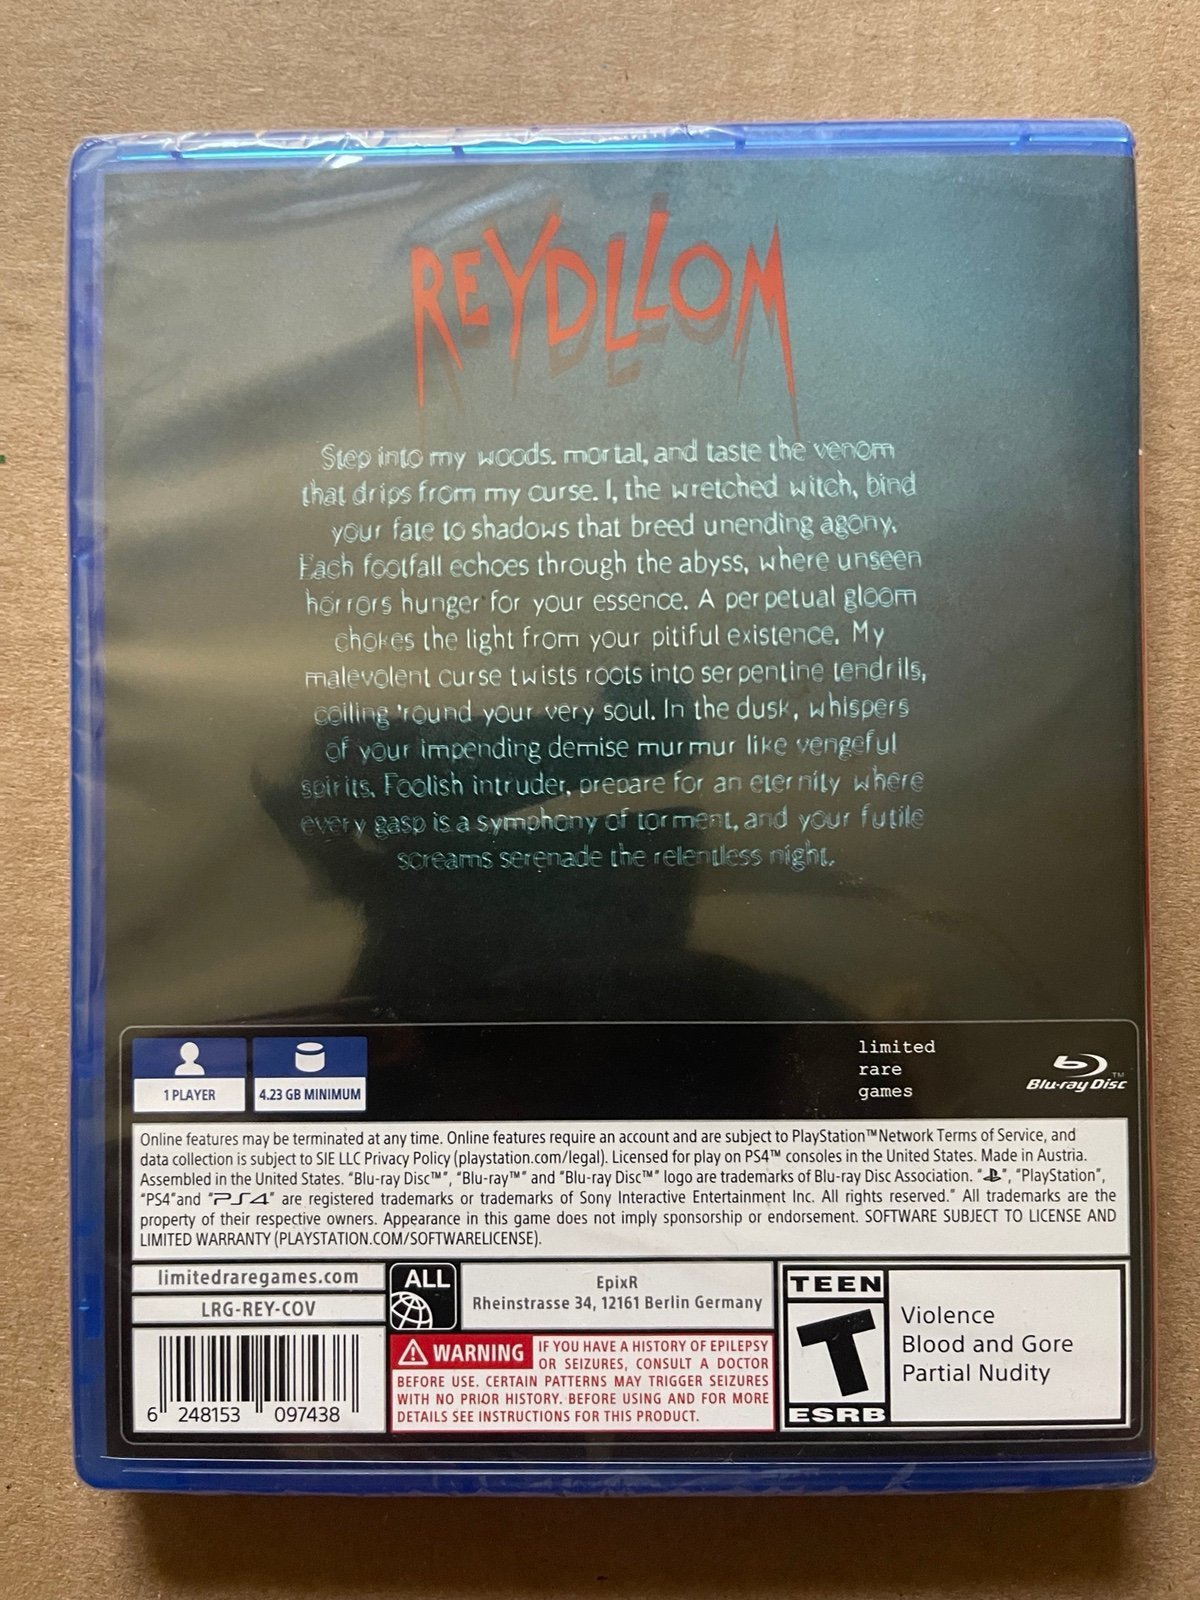 REYDLLOM
Step into my woods. mortal, and taste the venom
that drips from my curse. I, the wretched witch, bind
your fate to shadows that breed unending agony.
Each footfall echoes through the abyss, where unseen
horrors hunger for your essence. A perpetual gloom
chokes the light from your pitiful existence. My
malevolent curse twists roots into serpentine tendrils,
coiling 'round your very soul. In the dusk, whispers
of your impending demise murmur like vengeful
spirits. Foolish intruder, prepare for an eternity where
every gasp is a symphony of torment, and your futile
screams serenade the relentless night.
1 PLAYER
4.23 GB MINIMUM
limited
rare
games
Blu-ray Disc™
Online features may be terminated at any time. Online features require an account and are subject to PlayStation™Network Terms of Service, and
data collection is subject to SIE LLC Privacy Policy (playstation.com/legal). Licensed for play on PS4™ consoles in the United States. Made in Austria.
Assembled in the United States. "Blu-ray Disc™", "Blu-ray™" and "Blu-ray Disc™" logo are trademarks of Blu-ray Disc Association. "PS", "PlayStation",
"PS4"and "PS4" are registered trademarks or trademarks of Sony Interactive Entertainment Inc. All rights reserved." All trademarks are the
property of their respective owners. Appearance in this game does not imply sponsorship or endorsement. SOFTWARE SUBJECT TO LICENSE AND
LIMITED WARRANTY (PLAYSTATION.COM/SOFTWARELICENSE).
limitedraregames.com
LRG-REY-COV
6 248153 097438
ALL
EpixR
Rheinstrasse 34, 12161 Berlin Germany
WARNING IF YOU HAVE A HISTORY OF EPILEPSY
OR SEIZURES, CONSULT A DOCTOR
BEFORE USE. CERTAIN PATTERNS MAY TRIGGER SEIZURES
WITH NO PRIOR HISTORY. BEFORE USING AND FOR MORE
DETAILS SEE INSTRUCTIONS FOR THIS PRODUCT.
TEEN
T
ESRB
Violence
Blood and Gore
Partial Nudity